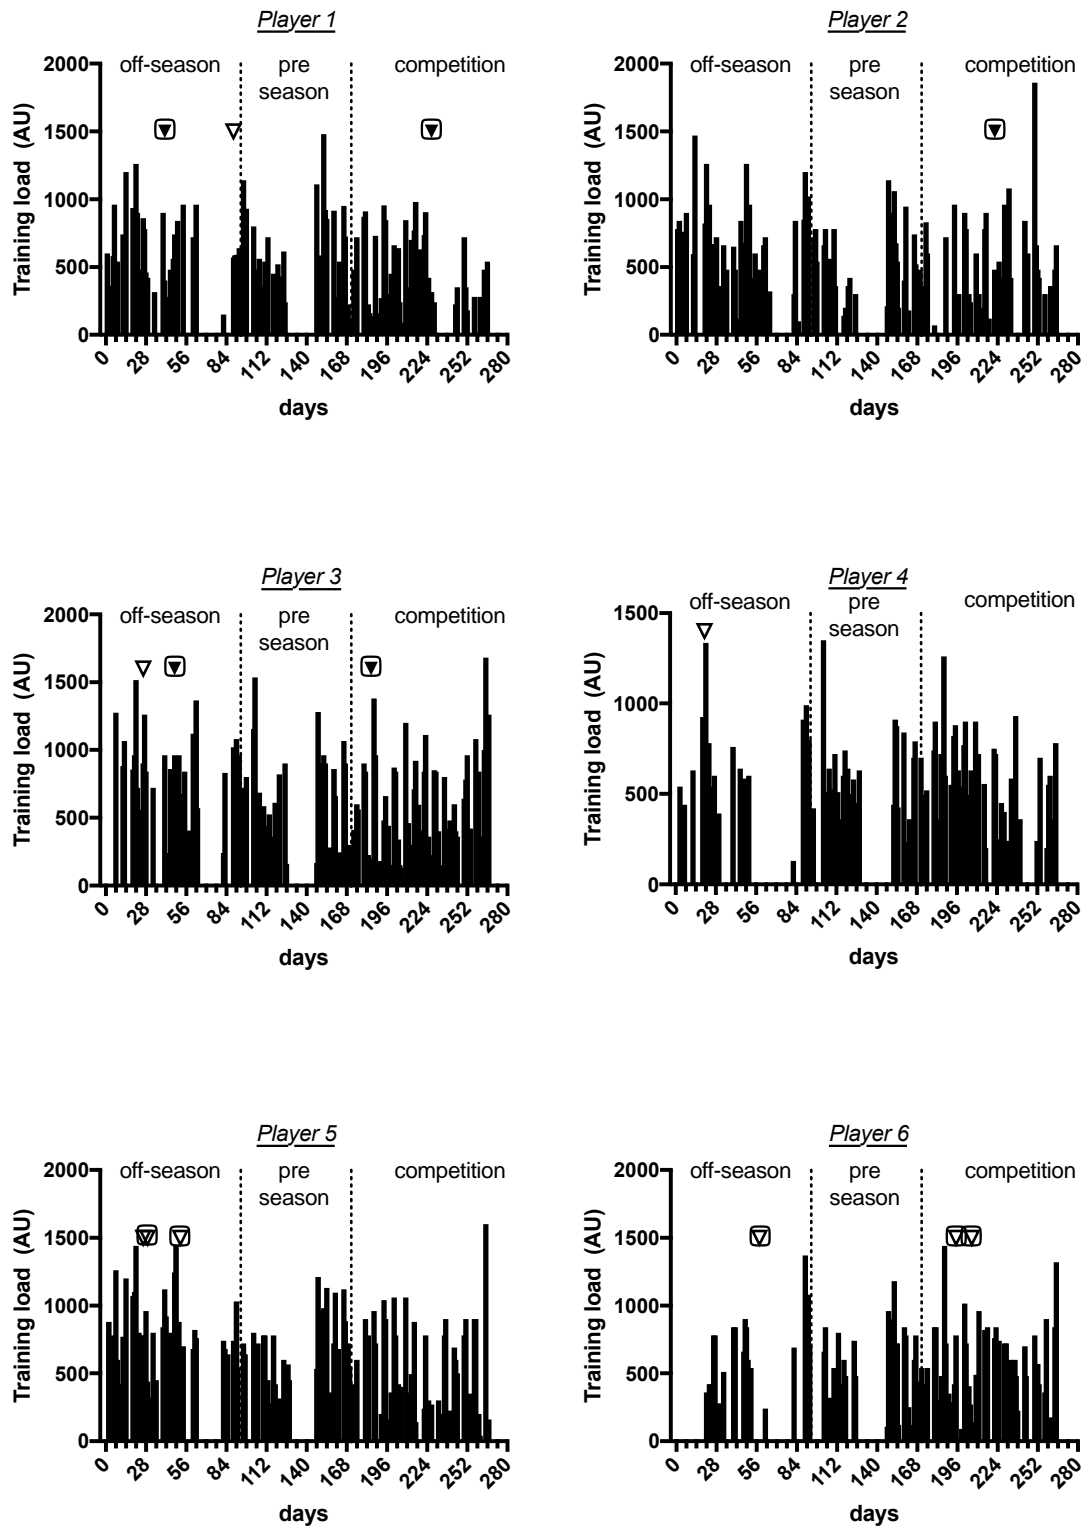 Player 1
off-season pre season competition
2000
1500
1000
500
0
Training load (AU)
0 28 56 84 112 140 168 196 224 252 280
days
Player 2
off-season pre season competition
2000
1500
1000
500
0
Training load (AU)
0 28 56 84 112 140 168 196 224 252 280
days
Player 3
off-season pre season competition
2000
1500
1000
500
0
Training load (AU)
0 28 56 84 112 140 168 196 224 252 280
days
Player 4
off-season pre season competition
1500
1000
500
0
Training load (AU)
0 28 56 84 112 140 168 196 224 252 280
days
Player 5
off-season pre season competition
2000
1500
1000
500
0
Training load (AU)
0 28 56 84 112 140 168 196 224 252 280
days
Player 6
off-season pre season competition
2000
1500
1000
500
0
Training load (AU)
0 28 56 84 112 140 168 196 224 252 280
days